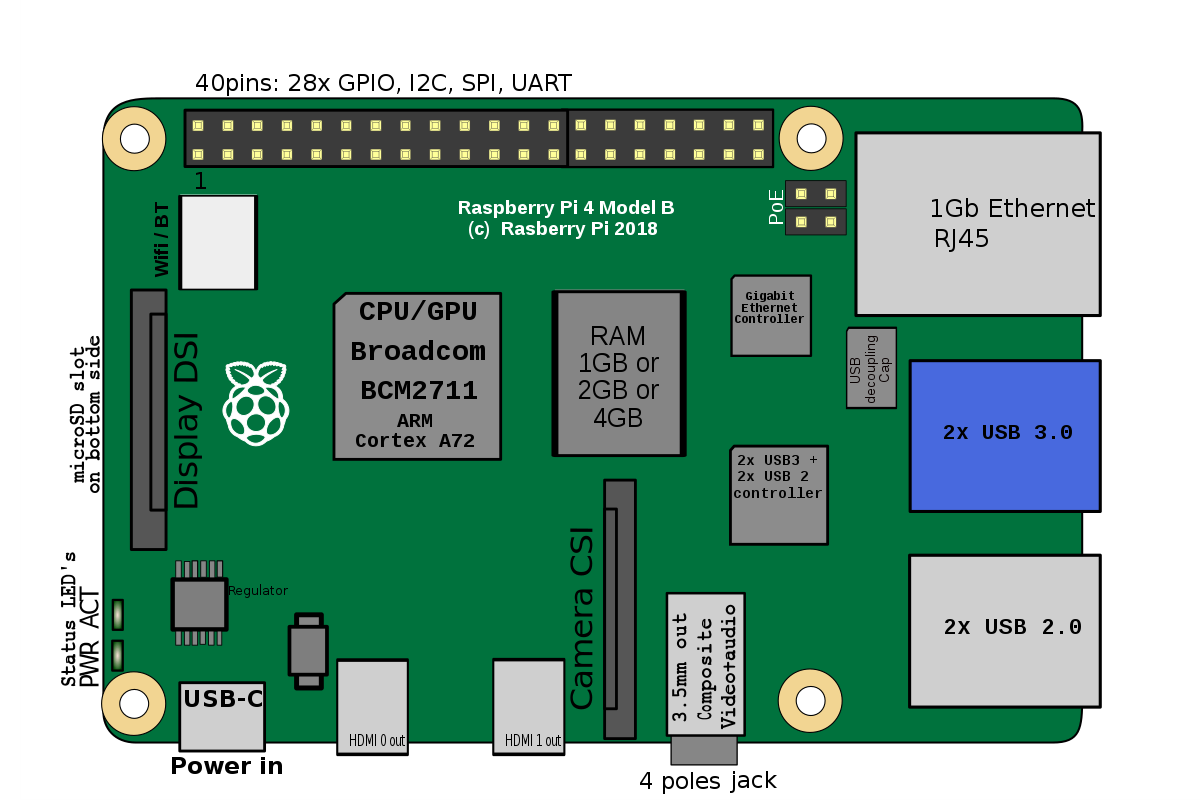 40pins: 28x GPIO, I2C, SPI, UART
1
Wifi / BT
Raspberry Pi 4 Model B
(c)  Rasberry Pi 2018
PoE
1Gb Ethernet
RJ45
CPU/GPU
Broadcom
BCM2711
ARM
Cortex A72
RAM
1GB or
2GB or
4GB
Gigabit
Ethernet
Controller
USB
decoupling
Cap
microSD slot
on bottom side
Display DSI
2x USB 3.0
2x USB3 +
2x USB 2
controller
Status LED's
PWR ACT
Regulator
Camera CSI
3.5mm out
Composite
Video+audio
2x USB 2.0
USB-C
HDMI 0 out
HDMI 1 out
Power in
4 poles jack